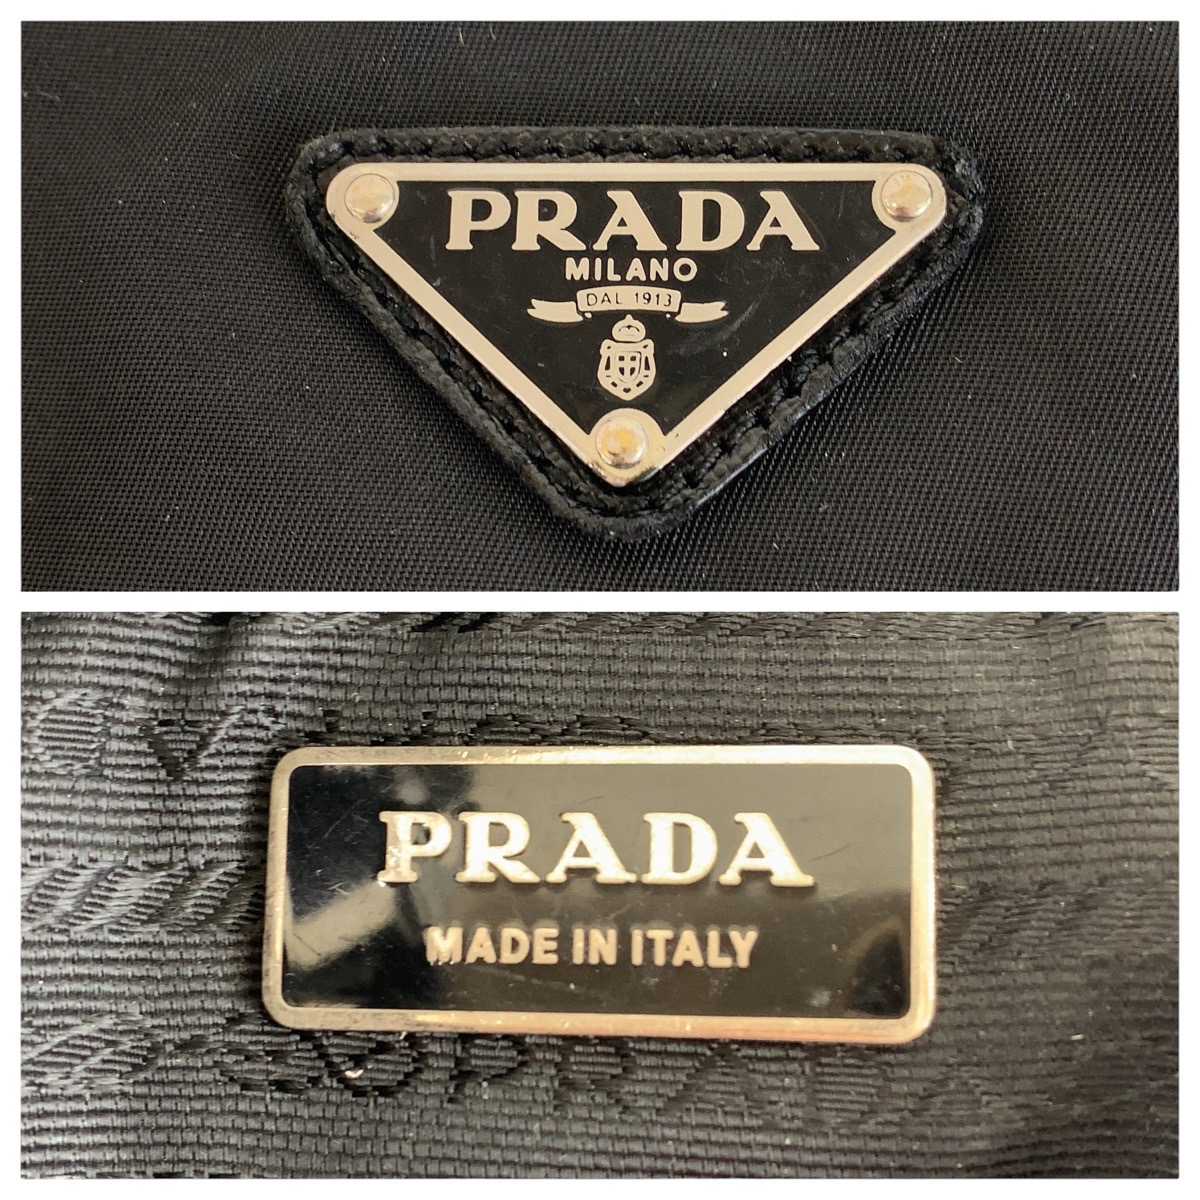 PRADA
MILANO
DAL 1913
PRADA
MADE IN ITALY